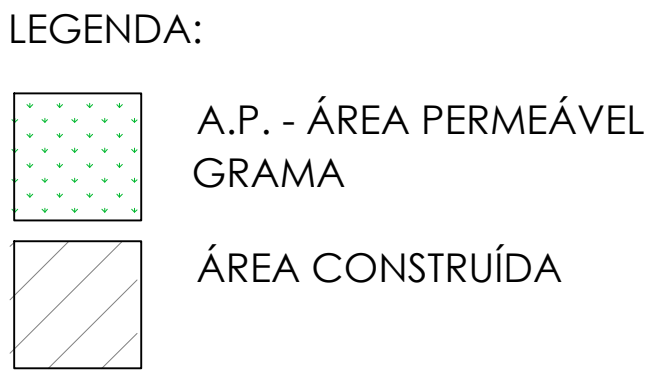 LEGENDA:
A.P. - ÁREA PERMEÁVEL
GRAMA
ÁREA CONSTRUÍDA